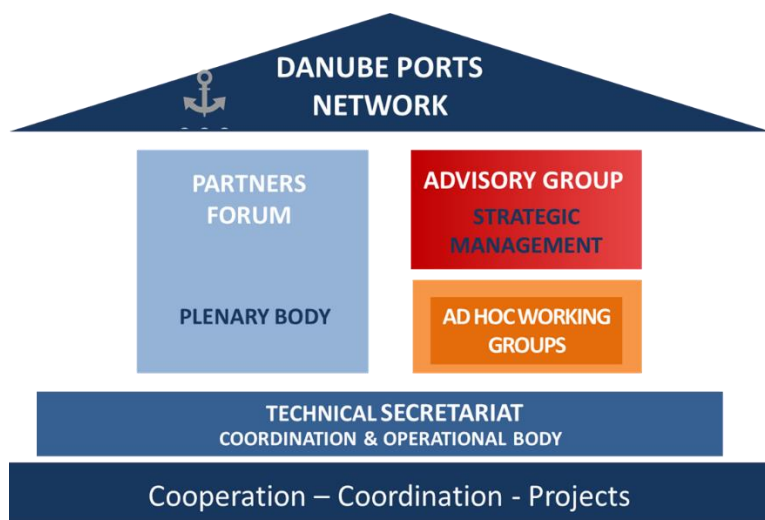 DANUBE PORTS
NETWORK
PARTNERS
FORUM
PLENARY BODY
ADVISORY GROUP
STRATEGIC
MANAGEMENT
AD HOC WORKING
GROUPS
TECHNICAL SECRETARIAT
COORDINATION & OPERATIONAL BODY
Cooperation – Coordination - Projects